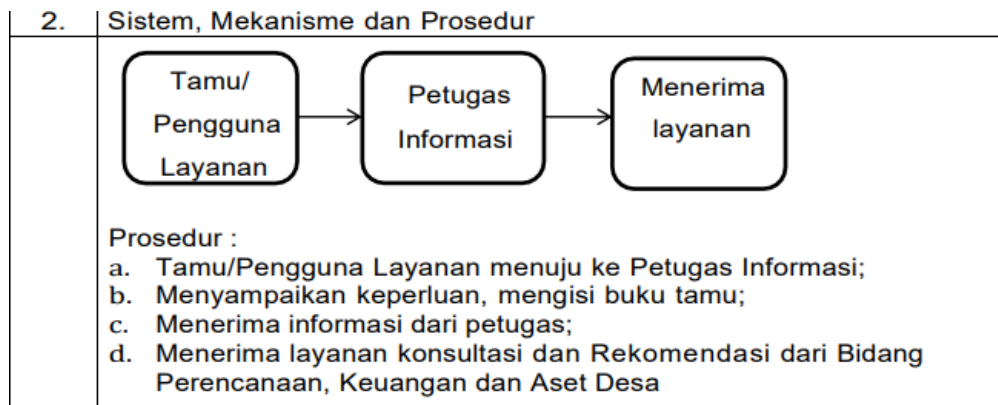 2. Sistem, Mekanisme dan Prosedur
Tamu/
Pengguna
Layanan
Petugas
Informasi
Menerima
layanan
Prosedur :
a. Tamu/Pengguna Layanan menuju ke Petugas Informasi;
b. Menyampaikan keperluan, mengisi buku tamu;
c. Menerima informasi dari petugas;
d. Menerima layanan konsultasi dan Rekomendasi dari Bidang
Perencanaan, Keuangan dan Aset Desa